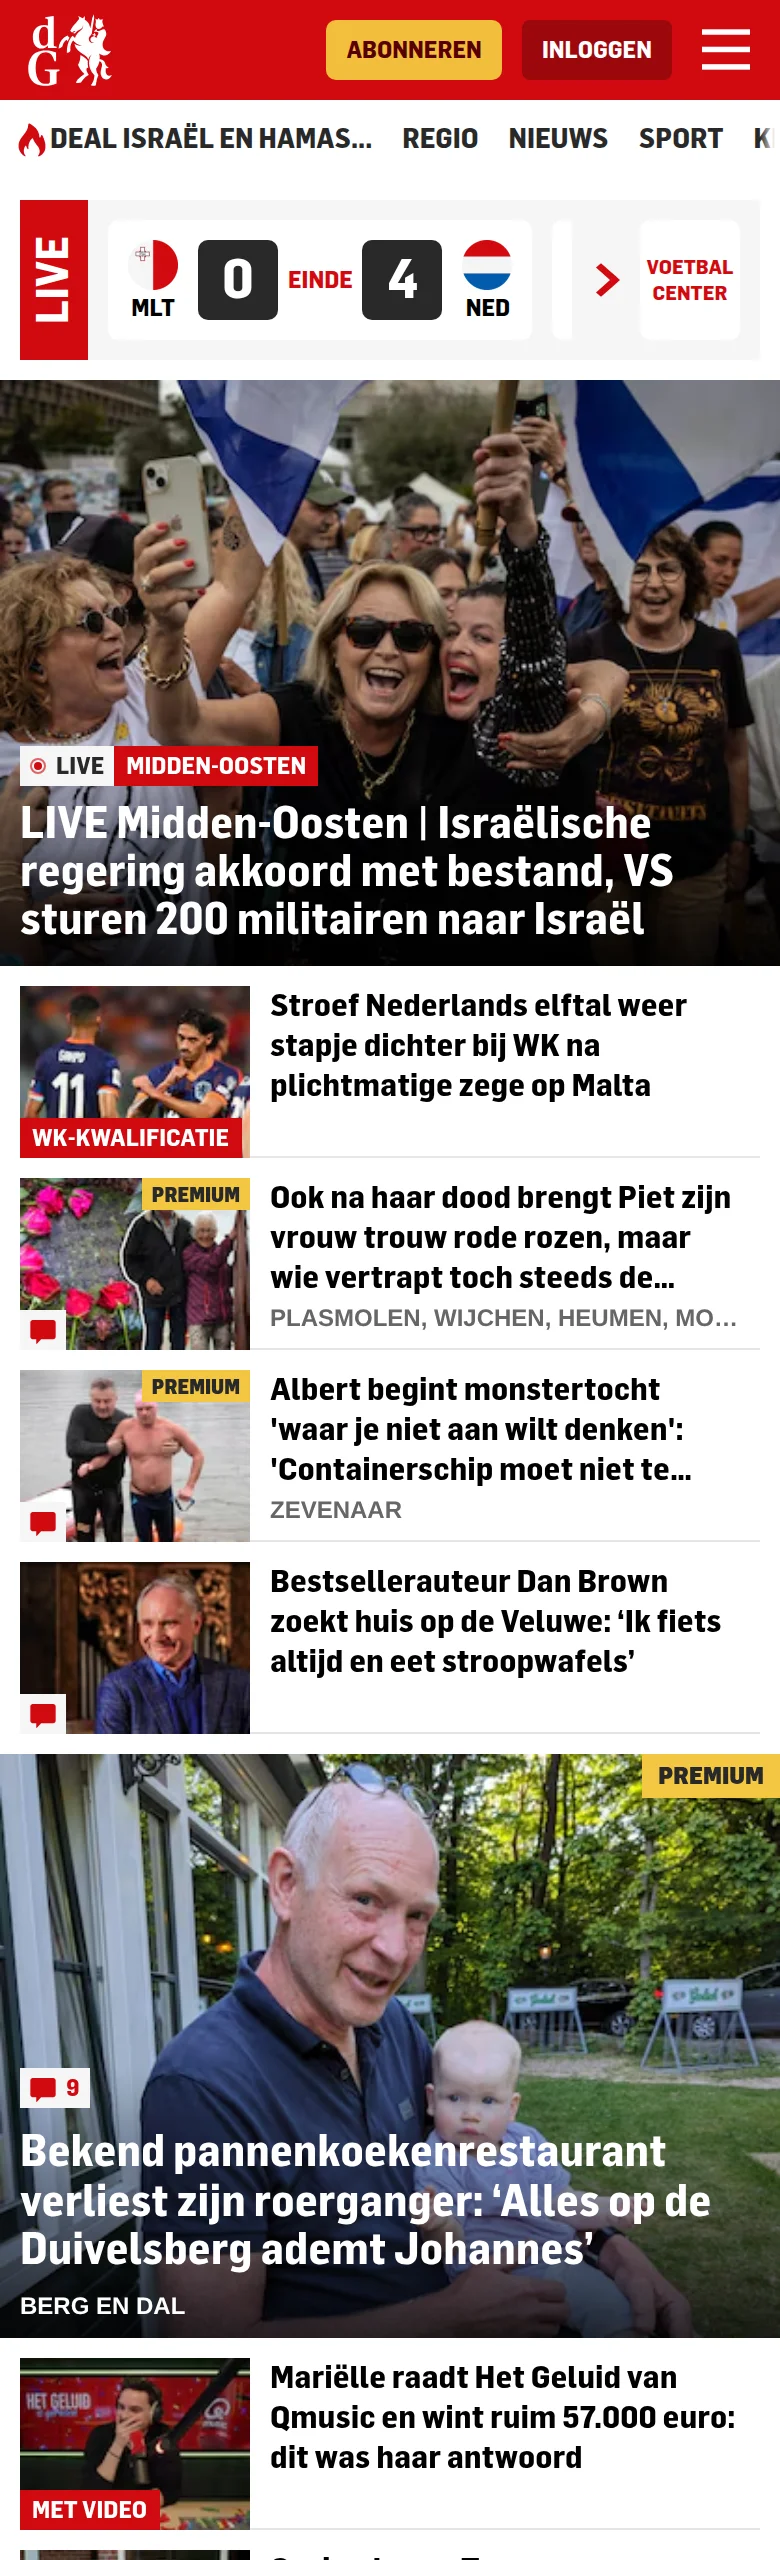 dG
ABONNEREN
INLOGGEN
DEAL ISRAËL EN HAMAS...
REGIO
NIEUWS
SPORT
LIVE
MLT
0
EINDE
4
NED
VOETBAL
CENTER
LIVE
MIDDEN-OOSTEN
LIVE Midden-Oosten | Israëlische
regering akkoord met bestand, VS
sturen 200 militairen naar Israël
11
WK-KWALIFICATIE
Stroef Nederlands elftal weer
stapje dichter bij WK na
plichtmatige zege op Malta
PREMIUM
Ook na haar dood brengt Piet zijn
vrouw trouw rode rozen, maar
wie vertrapt toch steeds de...
PLASMOLEN, WIJCHEN, HEUMEN, MO...
PREMIUM
Albert begint monstertocht
'waar je niet aan wilt denken':
'Containerschip moet niet te...
ZEVENAAR
Bestsellerauteur Dan Brown
zoekt huis op de Veluwe: ‘Ik fiets
altijd en eet stroopwafels’
PREMIUM
9
Bekend pannenkoekenrestaurant
verliest zijn roerganger: ‘Alles op de
Duivelsberg ademt Johannes’
BERG EN DAL
HET GELUID
MET VIDEO
Mariëlle raadt Het Geluid van
Qmusic en wint ruim 57.000 euro:
dit was haar antwoord